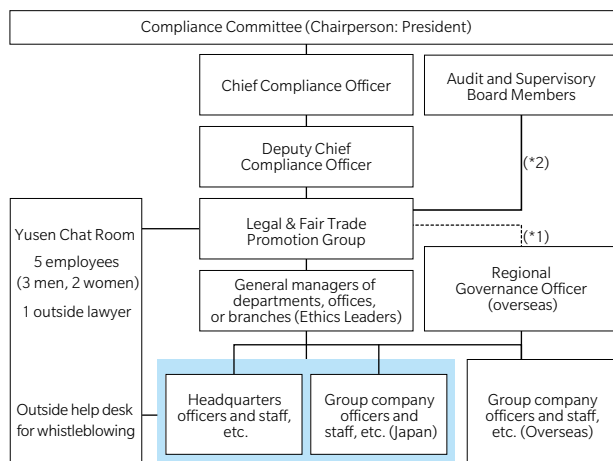 Compliance Committee (Chairperson: President)
Chief Compliance Officer
Audit and Supervisory
Board Members
Deputy Chief
Compliance Officer
(*2)
Yusen Chat Room
5 employees
(3 men, 2 women)
1 outside lawyer
Legal & Fair Trade
Promotion Group
(*1)
General managers of
departments, offices,
or branches (Ethics Leaders)
Regional
Governance Officer
(overseas)
Outside help desk
for whistleblowing
Headquarters
officers and staff,
etc.
Group company
officers and
staff, etc. (Japan)
Group company
officers and staff,
etc. (Overseas)